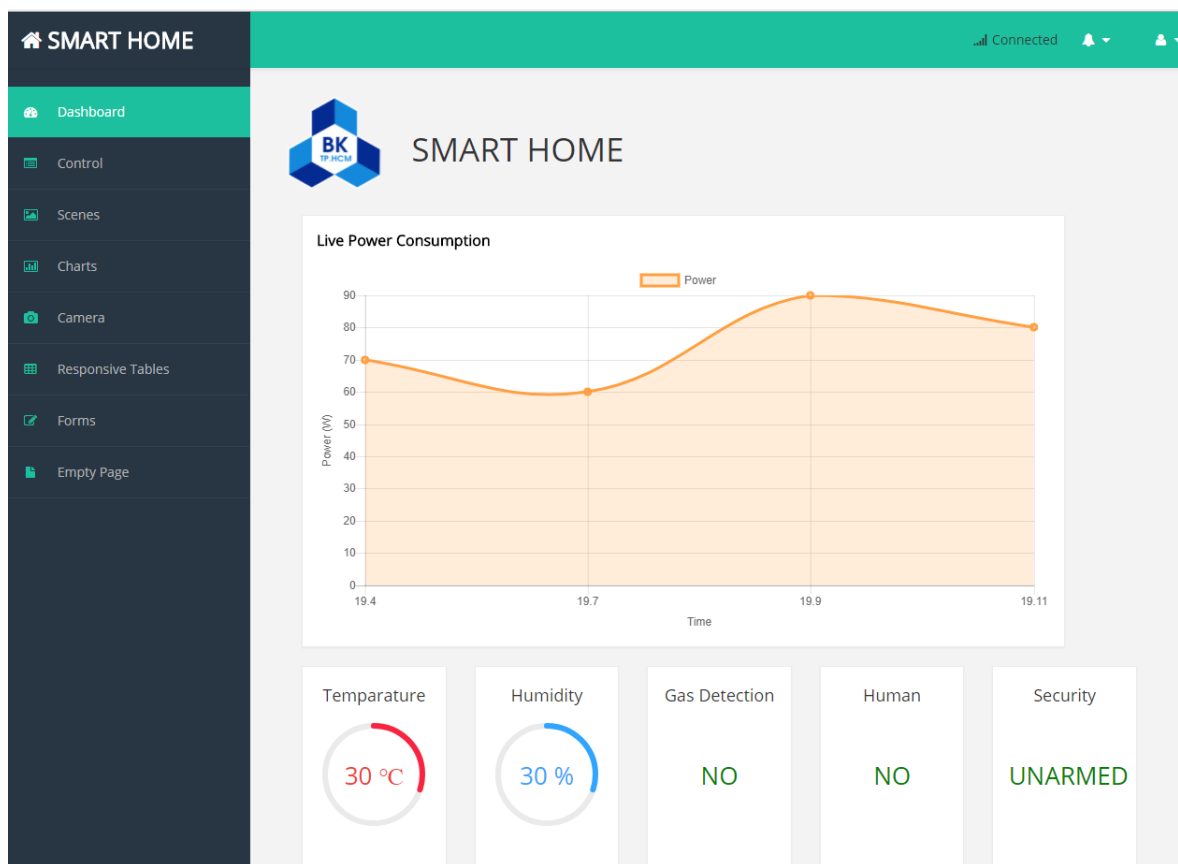 SMART HOME
Connected
Dashboard
Control
Scenes
Charts
Camera
Responsive Tables
Forms
Empty Page
BK
TP.HCM
SMART HOME
Live Power Consumption
Power
90
80
70
60
50
40
30
20
10
0
Power (W)
19.4 19.7 19.9 19.11
Time
Temparature
30 °C
Humidity
30 %
Gas Detection
NO
Human
NO
Security
UNARMED